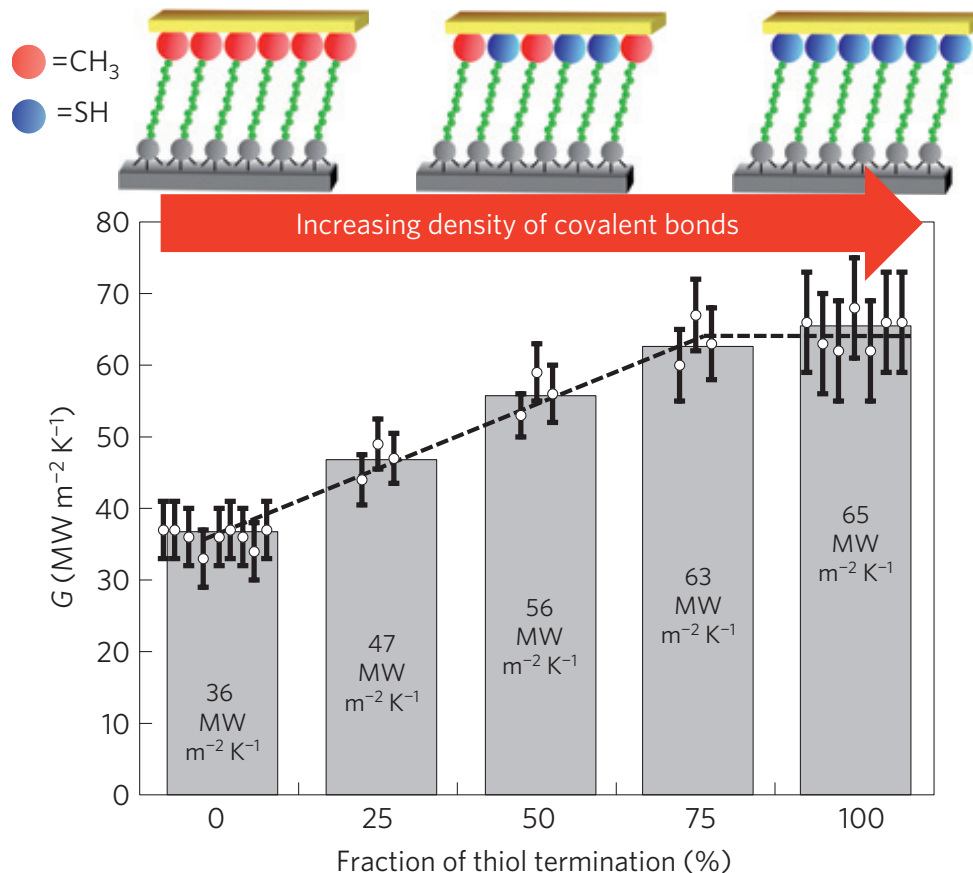 =CH₃
=SH
Increasing density of covalent bonds
80
70
60
50
40
30
20
10
0
G (MW m⁻² K⁻¹)
36
MW
m⁻² K⁻¹
47
MW
m⁻² K⁻¹
56
MW
m⁻² K⁻¹
63
MW
m⁻² K⁻¹
65
MW
m⁻² K⁻¹
0 25 50 75 100
Fraction of thiol termination (%)